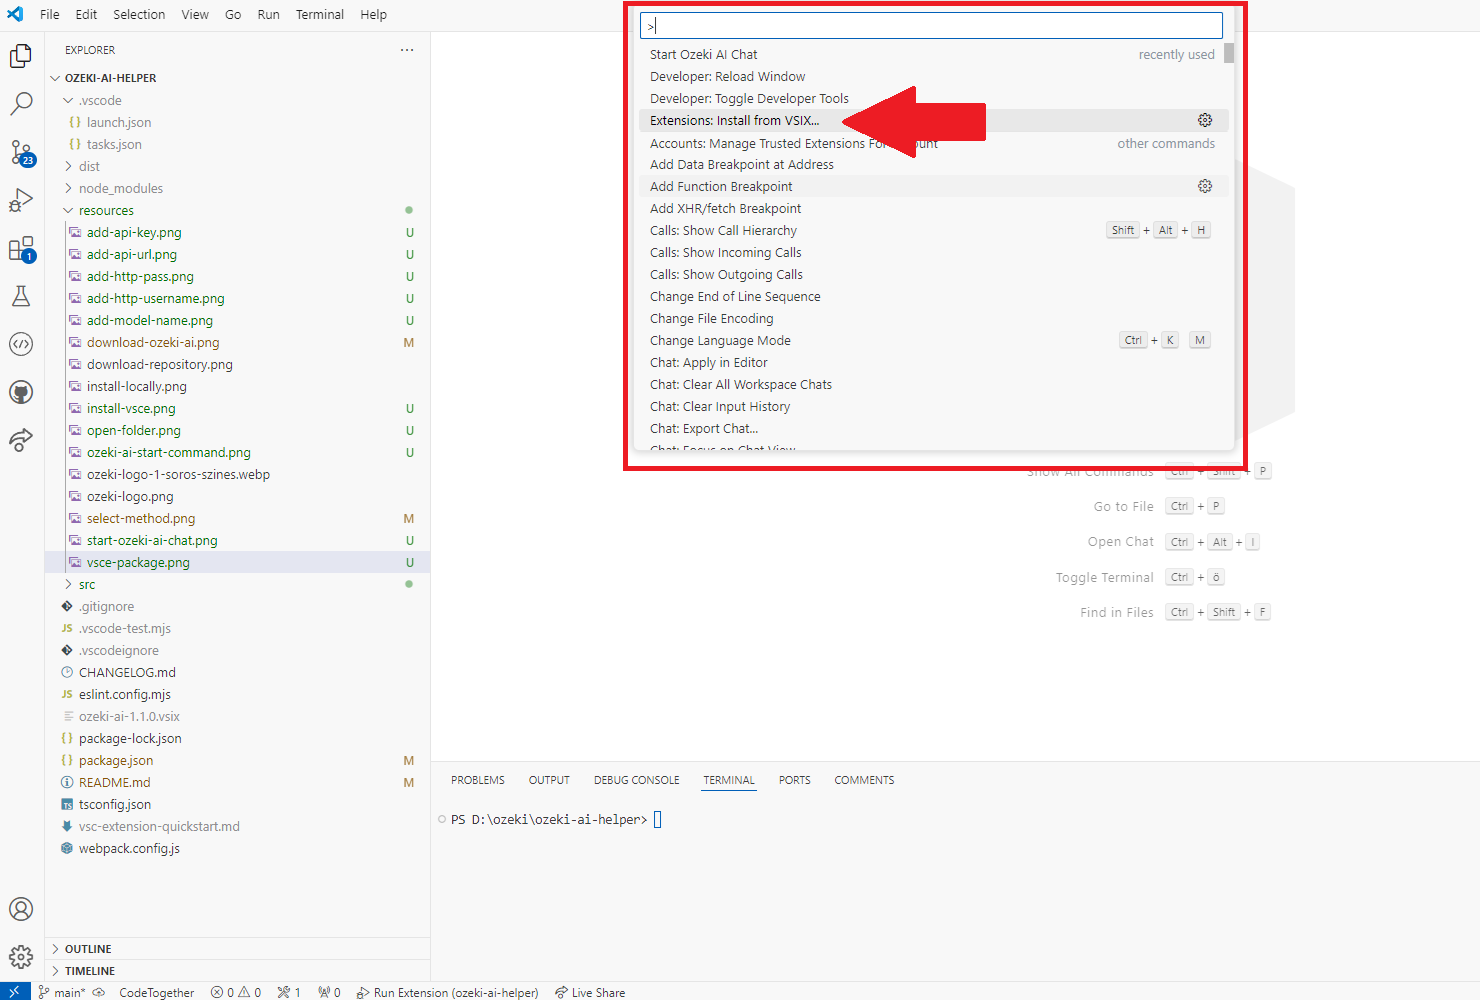 File Edit Selection View Go Run Terminal Help
EXPLORER ...
OZEKI-AI-HELPER
.vscode
{} launch.json
{} tasks.json
dist
node_modules
resources
add-api-key.png U
add-api-url.png U
add-http-pass.png U
add-http-username.png U
add-model-name.png U
download-ozeki-ai.png M
download-repository.png
install-locally.png
install-vsce.png U
open-folder.png U
ozeki-ai-start-command.png U
ozeki-logo-1-soros-szines.webp
ozeki-logo.png
select-method.png M
start-ozeki-ai-chat.png U
vsce-package.png U
src
.gitignore
JS .vscode-test.mjs
.vscodeignore
CHANGELOG.md
JS eslint.config.mjs
ozeki-ai-1.1.0.vsix
{} package-lock.json
{} package.json M
README.md M
TS tsconfig.json
vsc-extension-quickstart.md
webpack.config.js
OUTLINE
TIMELINE
23
1
>
Start Ozeki AI Chat recently used
Developer: Reload Window
Developer: Toggle Developer Tools
Extensions: Install from VSIX...
Accounts: Manage Trusted Extensions For ount other commands
Add Data Breakpoint at Address
Add Function Breakpoint
Add XHR/fetch Breakpoint
Calls: Show Call Hierarchy Shift + Alt + H
Calls: Show Incoming Calls
Calls: Show Outgoing Calls
Change End of Line Sequence
Change File Encoding
Change Language Mode Ctrl + K M
Chat: Apply in Editor
Chat: Clear All Workspace Chats
Chat: Clear Input History
Chat: Export Chat...
Chat: Focus on Chat View
Show All Commands Ctrl + Shift + P
Go to File Ctrl + P
Open Chat Ctrl + Alt + I
Toggle Terminal Ctrl + ö
Find in Files Ctrl + Shift + F
PROBLEMS OUTPUT DEBUG CONSOLE TERMINAL PORTS COMMENTS
PS D:\ozeki\ozeki-ai-helper>
main* CodeTogether 0 0 1 0 Run Extension (ozeki-ai-helper) Live Share